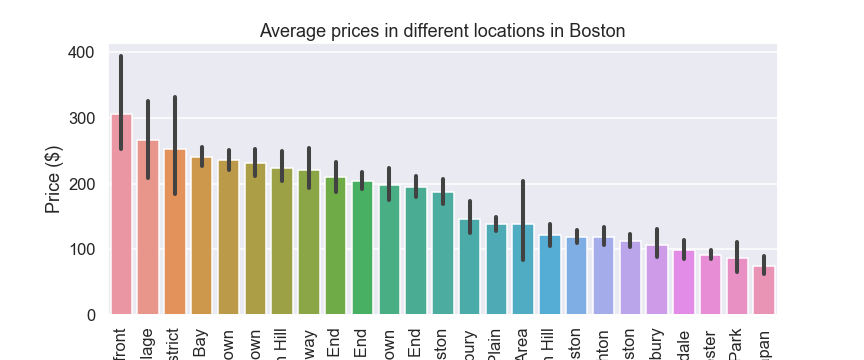 Average prices in different locations in Boston
400
300
200
100
0
Price ($)
front
lage
strict
Bay
own
own
n Hill
way
End
End
own
End
ston
bury
Plain
Area
n Hill
ston
nton
ston
bury
dale
ster
Park
pan